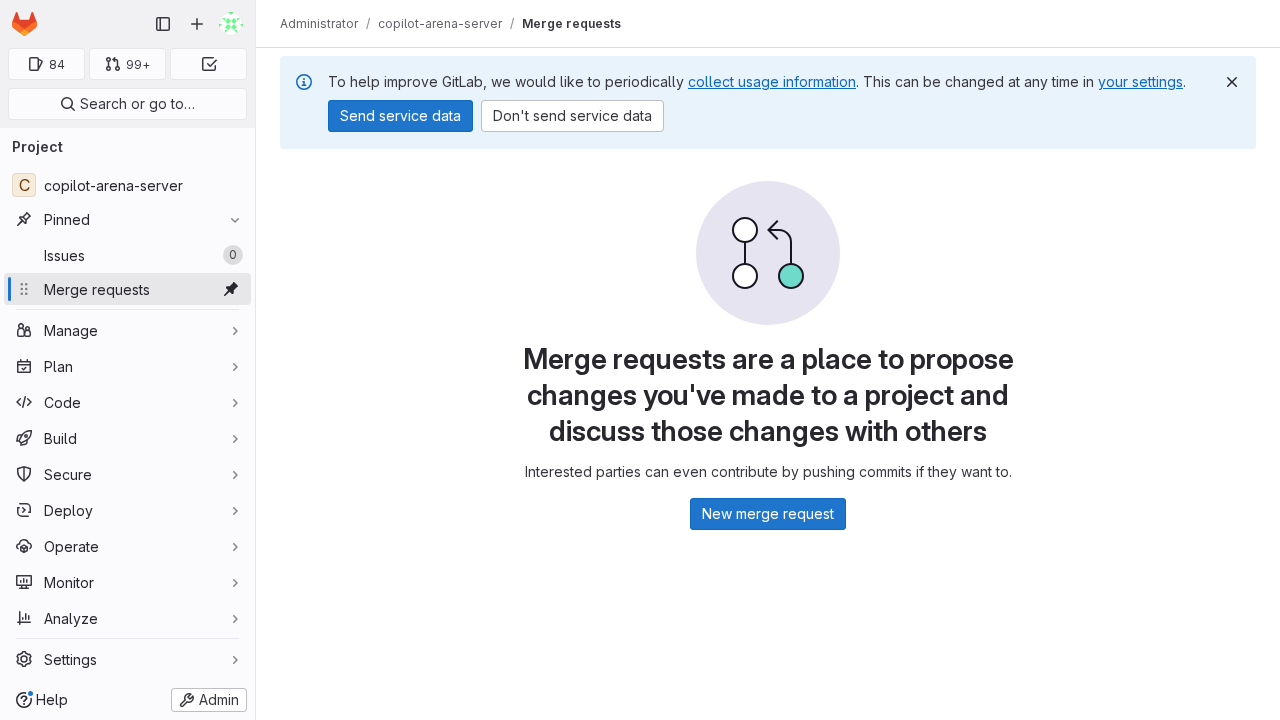 Administrator / copilot-arena-server / Merge requests
84
99+
Search or go to…
Project
C copilot-arena-server
Pinned
Issues 0
Merge requests
Manage
Plan
Code
Build
Secure
Deploy
Operate
Monitor
Analyze
Settings
Help
Admin
To help improve GitLab, we would like to periodically collect usage information. This can be changed at any time in your settings.
Send service data
Don't send service data
Merge requests are a place to propose
changes you've made to a project and
discuss those changes with others
Interested parties can even contribute by pushing commits if they want to.
New merge request